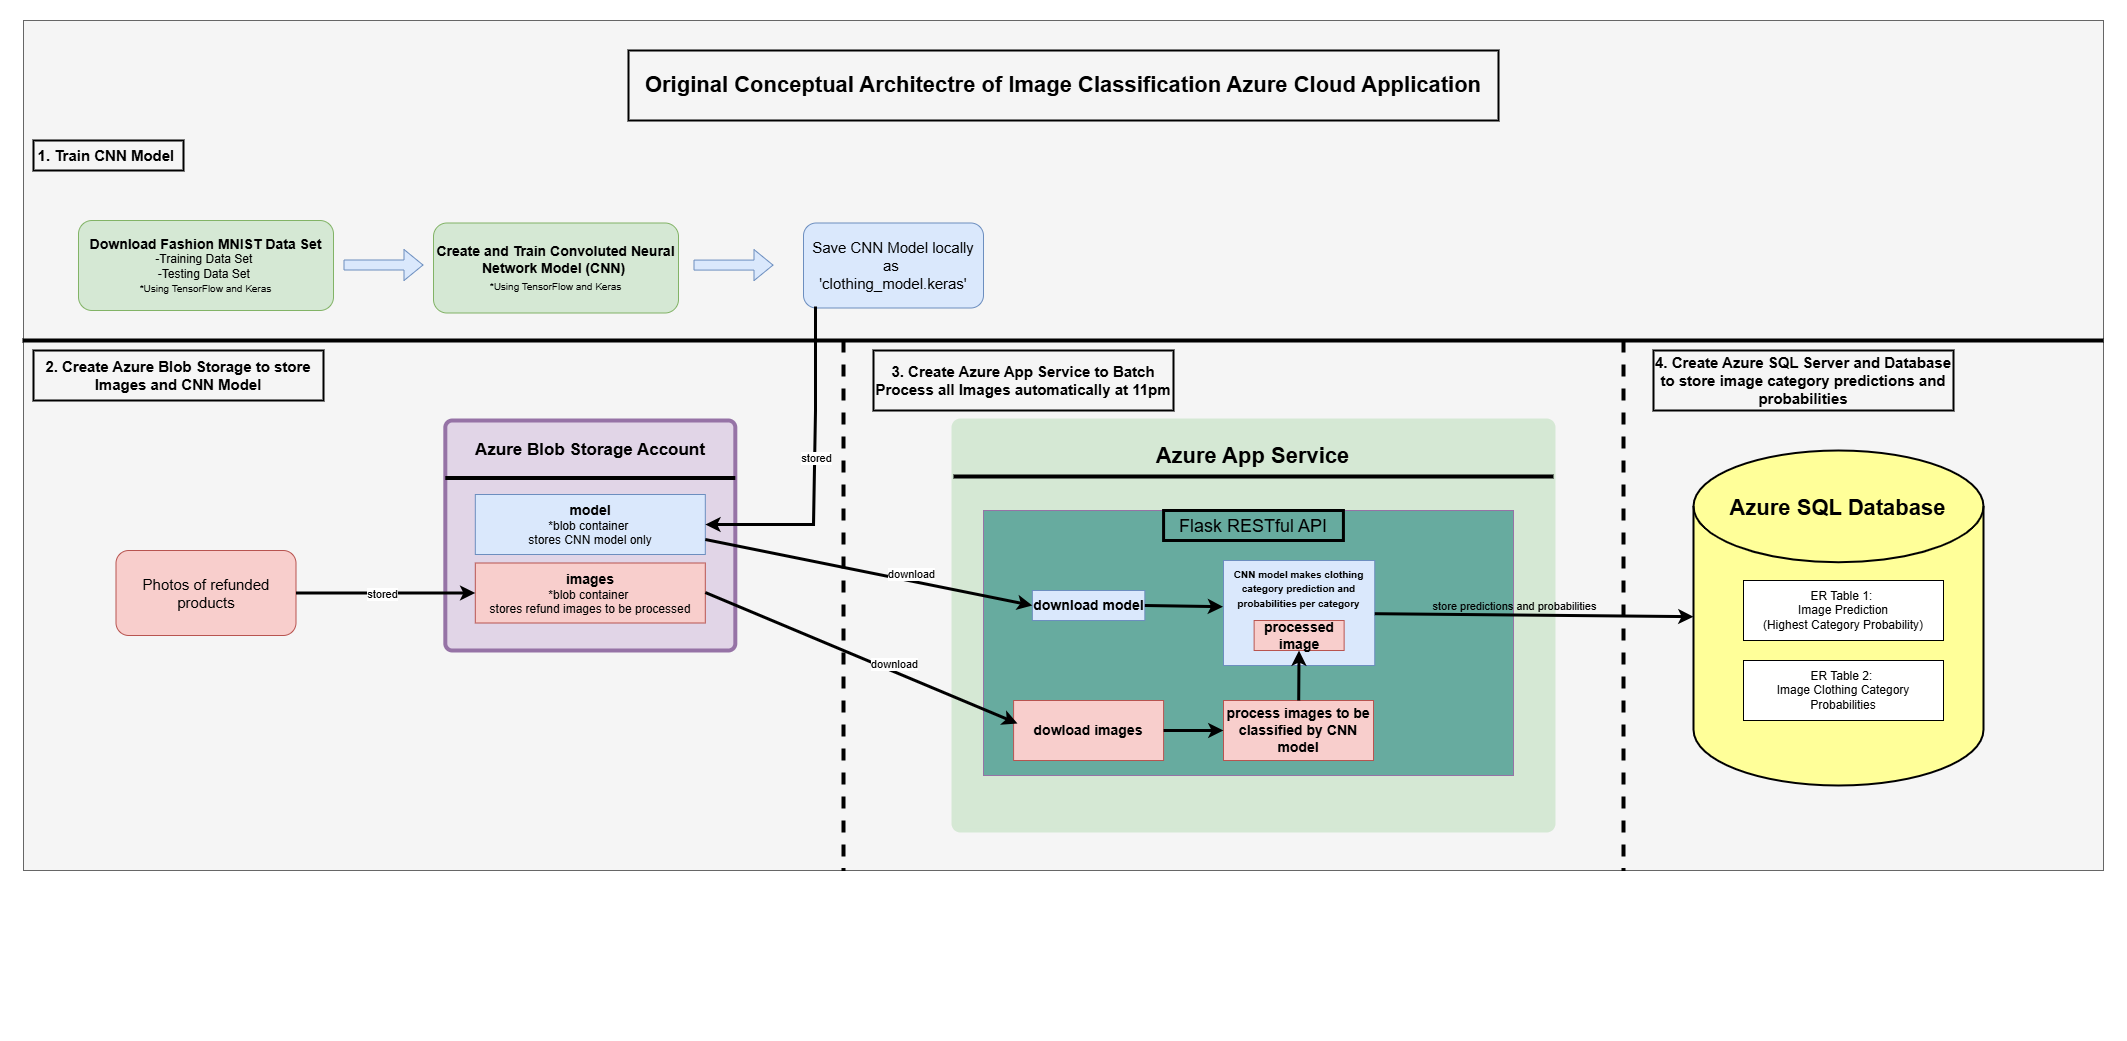 Original Conceptual Architectre of Image Classification Azure Cloud Application
1. Train CNN Model
Download Fashion MNIST Data Set
-Training Data Set
-Testing Data Set
*Using TensorFlow and Keras
Create and Train Convoluted Neural
Network Model (CNN)
*Using TensorFlow and Keras
Save CNN Model locally
as
'clothing_model.keras'
2. Create Azure Blob Storage to store
Images and CNN Model
Photos of refunded
products
stored
Azure Blob Storage Account
model
*blob container
stores CNN model only
images
*blob container
stores refund images to be processed
stored
download
download
3. Create Azure App Service to Batch
Process all Images automatically at 11pm
Azure App Service
Flask RESTful API
download model
CNN model makes clothing
category prediction and
probabilities per category
processed
image
dowload images
process images to be
classified by CNN
model
store predictions and probabilities
4. Create Azure SQL Server and Database
to store image category predictions and
probabilities
Azure SQL Database
ER Table 1:
Image Prediction
(Highest Category Probability)
ER Table 2:
Image Clothing Category
Probabilities